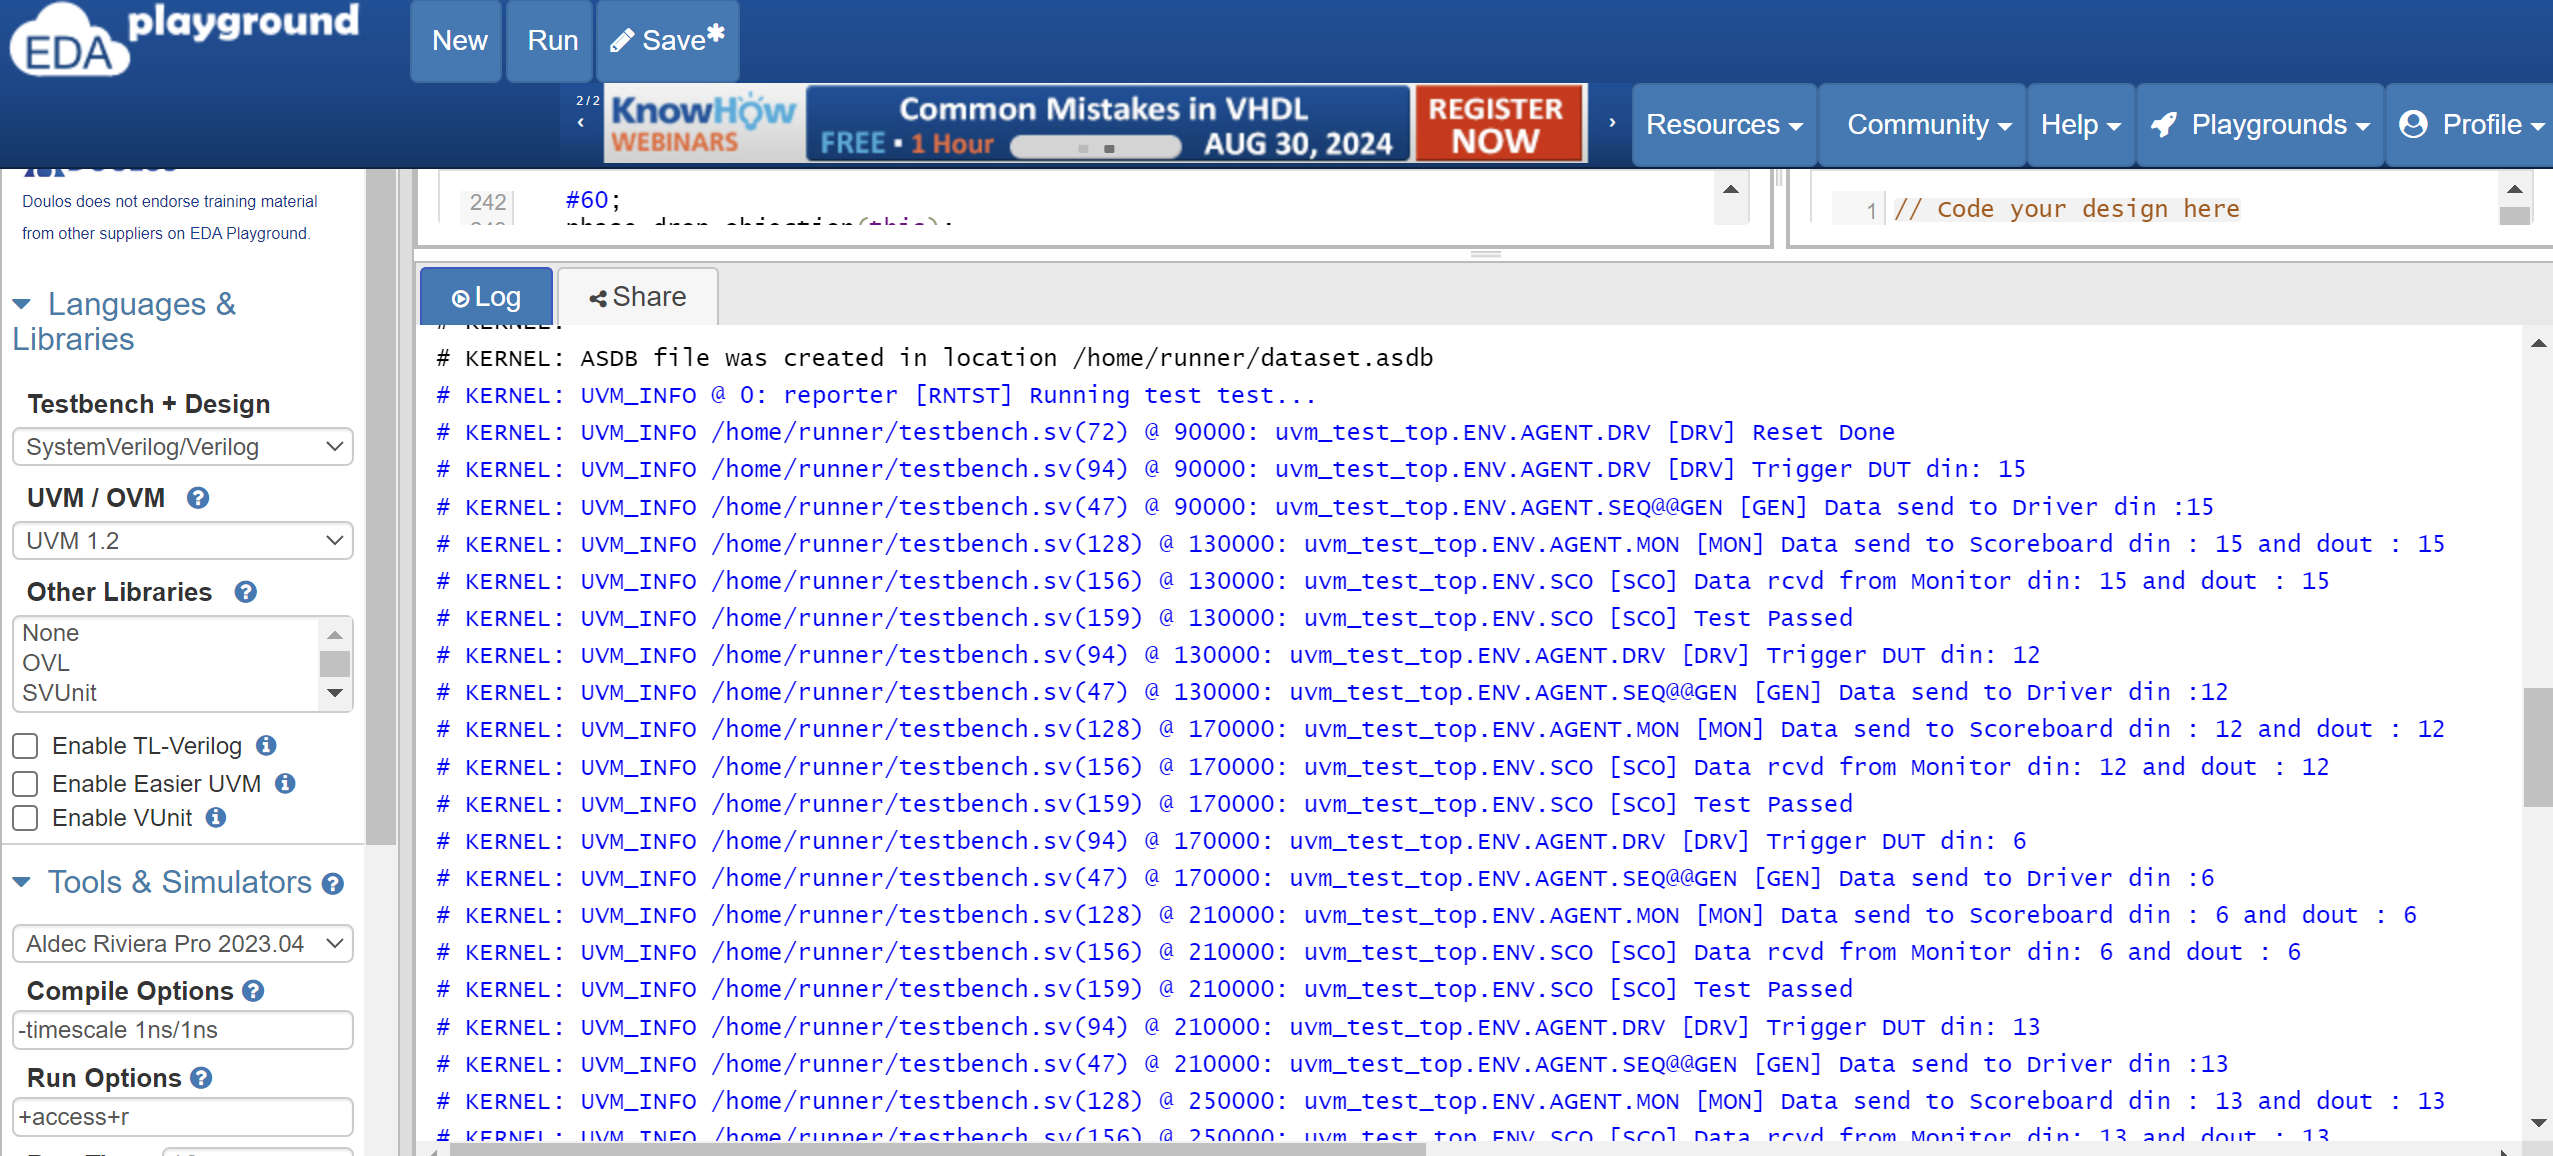 EDA playground
New
Run
Save*
2 / 2
‹
KnowHow
WEBINARS
Common Mistakes in VHDL
FREE ▪ 1 Hour
AUG 30, 2024
REGISTER
NOW
›
Resources
Community
Help
Playgrounds
Profile
Doulos does not endorse training material
from other suppliers on EDA Playground.
Languages &
Libraries
Testbench + Design
SystemVerilog/Verilog
UVM / OVM
UVM 1.2
Other Libraries
None
OVL
SVUnit
Enable TL-Verilog
Enable Easier UVM
Enable VUnit
Tools & Simulators
Aldec Riviera Pro 2023.04
Compile Options
-timescale 1ns/1ns
Run Options
+access+r
242 #60;
1 // Code your design here
Log
Share
# KERNEL:
# KERNEL: ASDB file was created in location /home/runner/dataset.asdb
# KERNEL: UVM_INFO @ 0: reporter [RNTST] Running test test...
# KERNEL: UVM_INFO /home/runner/testbench.sv(72) @ 90000: uvm_test_top.ENV.AGENT.DRV [DRV] Reset Done
# KERNEL: UVM_INFO /home/runner/testbench.sv(94) @ 90000: uvm_test_top.ENV.AGENT.DRV [DRV] Trigger DUT din: 15
# KERNEL: UVM_INFO /home/runner/testbench.sv(47) @ 90000: uvm_test_top.ENV.AGENT.SEQ@@GEN [GEN] Data send to Driver din :15
# KERNEL: UVM_INFO /home/runner/testbench.sv(128) @ 130000: uvm_test_top.ENV.AGENT.MON [MON] Data send to Scoreboard din : 15 and dout : 15
# KERNEL: UVM_INFO /home/runner/testbench.sv(156) @ 130000: uvm_test_top.ENV.SCO [SCO] Data rcvd from Monitor din: 15 and dout : 15
# KERNEL: UVM_INFO /home/runner/testbench.sv(159) @ 130000: uvm_test_top.ENV.SCO [SCO] Test Passed
# KERNEL: UVM_INFO /home/runner/testbench.sv(94) @ 130000: uvm_test_top.ENV.AGENT.DRV [DRV] Trigger DUT din: 12
# KERNEL: UVM_INFO /home/runner/testbench.sv(47) @ 130000: uvm_test_top.ENV.AGENT.SEQ@@GEN [GEN] Data send to Driver din :12
# KERNEL: UVM_INFO /home/runner/testbench.sv(128) @ 170000: uvm_test_top.ENV.AGENT.MON [MON] Data send to Scoreboard din : 12 and dout : 12
# KERNEL: UVM_INFO /home/runner/testbench.sv(156) @ 170000: uvm_test_top.ENV.SCO [SCO] Data rcvd from Monitor din: 12 and dout : 12
# KERNEL: UVM_INFO /home/runner/testbench.sv(159) @ 170000: uvm_test_top.ENV.SCO [SCO] Test Passed
# KERNEL: UVM_INFO /home/runner/testbench.sv(94) @ 170000: uvm_test_top.ENV.AGENT.DRV [DRV] Trigger DUT din: 6
# KERNEL: UVM_INFO /home/runner/testbench.sv(47) @ 170000: uvm_test_top.ENV.AGENT.SEQ@@GEN [GEN] Data send to Driver din :6
# KERNEL: UVM_INFO /home/runner/testbench.sv(128) @ 210000: uvm_test_top.ENV.AGENT.MON [MON] Data send to Scoreboard din : 6 and dout : 6
# KERNEL: UVM_INFO /home/runner/testbench.sv(156) @ 210000: uvm_test_top.ENV.SCO [SCO] Data rcvd from Monitor din: 6 and dout : 6
# KERNEL: UVM_INFO /home/runner/testbench.sv(159) @ 210000: uvm_test_top.ENV.SCO [SCO] Test Passed
# KERNEL: UVM_INFO /home/runner/testbench.sv(94) @ 210000: uvm_test_top.ENV.AGENT.DRV [DRV] Trigger DUT din: 13
# KERNEL: UVM_INFO /home/runner/testbench.sv(47) @ 210000: uvm_test_top.ENV.AGENT.SEQ@@GEN [GEN] Data send to Driver din :13
# KERNEL: UVM_INFO /home/runner/testbench.sv(128) @ 250000: uvm_test_top.ENV.AGENT.MON [MON] Data send to Scoreboard din : 13 and dout : 13
# KERNEL: UVM_INFO /home/runner/testbench.sv(156) @ 250000: uvm_test_top.ENV.SCO [SCO] Data rcvd from Monitor din: 13 and dout : 13